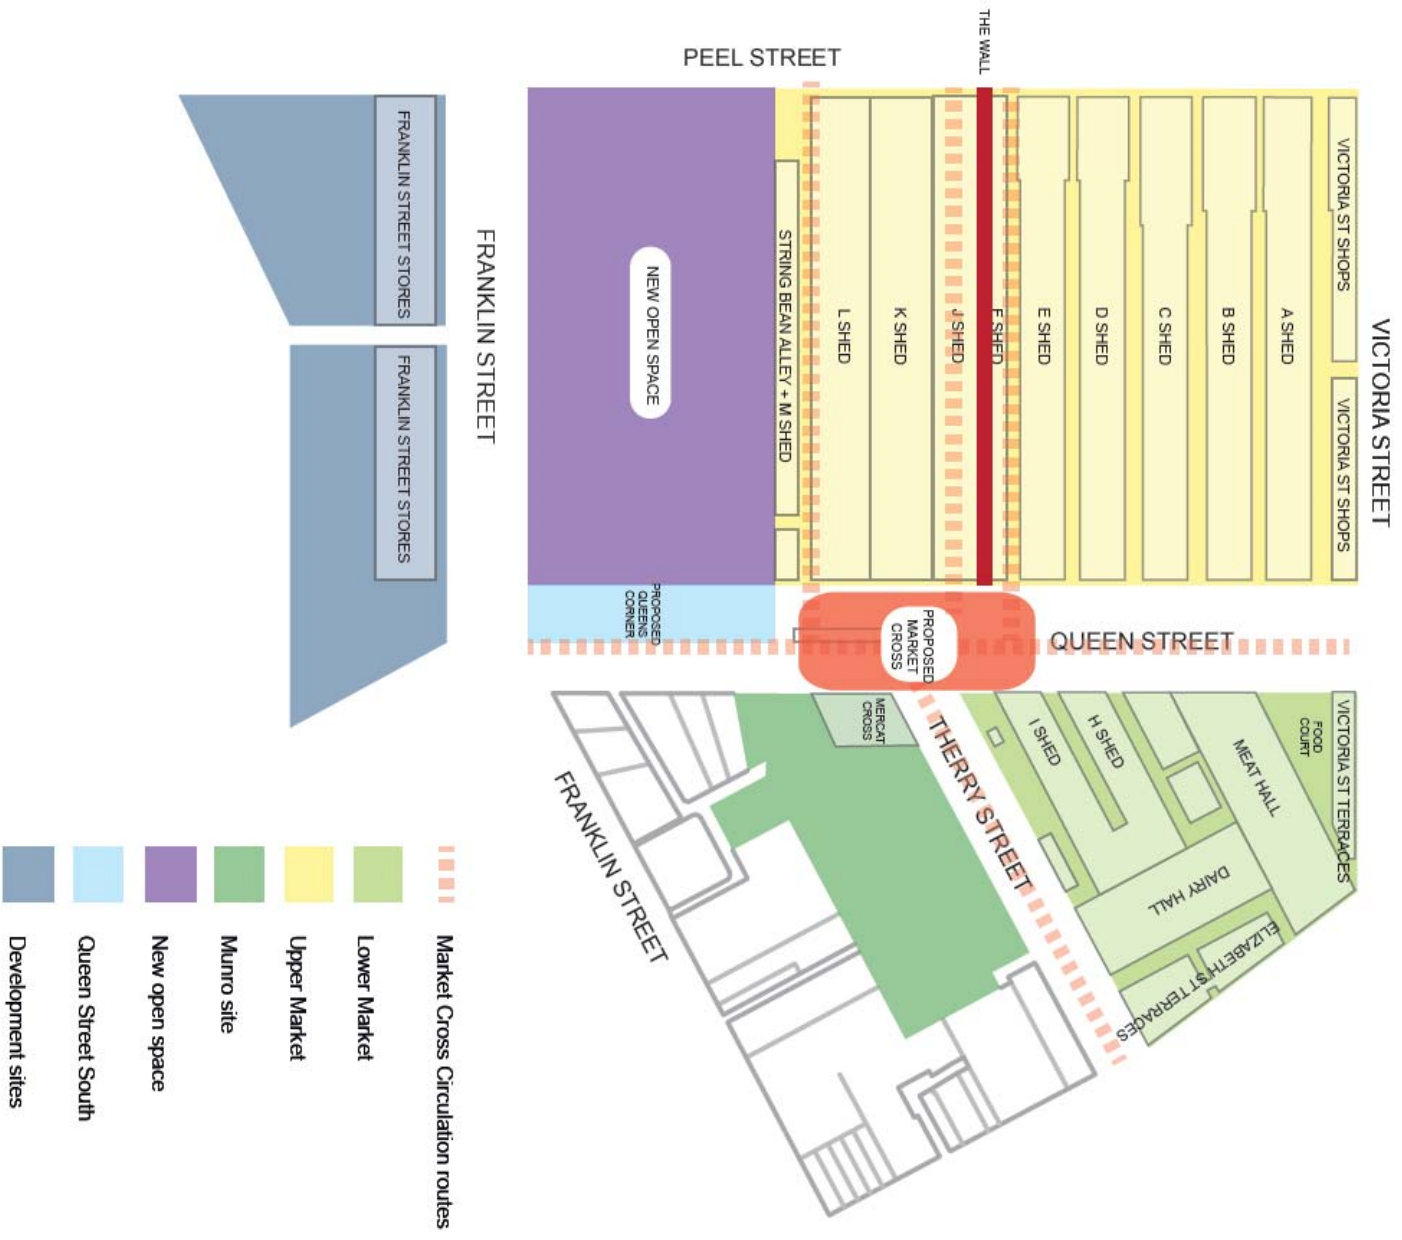 THE WALL
PEEL STREET
VICTORIA STREET
VICTORIA ST SHOPS
VICTORIA ST SHOPS
A SHED
B SHED
C SHED
D SHED
E SHED
F SHED
J SHED
K SHED
L SHED
STRING BEAN ALLEY + M SHED
NEW OPEN SPACE
FRANKLIN STREET
FRANKLIN STREET STORES
FRANKLIN STREET STORES
PROPOSED
QUEENS
CORNER
PROPOSED
MARKET
CROSS
QUEEN STREET
VICTORIA ST TERRACES
FOOD
COURT
MEAT HALL
H SHED
I SHED
DAIRY HALL
ELIZABETH ST TERRACES
THERRY STREET
MERCAT
CROSS
FRANKLIN STREET
Market Cross Circulation routes
Lower Market
Upper Market
Munro site
New open space
Queen Street South
Development sites